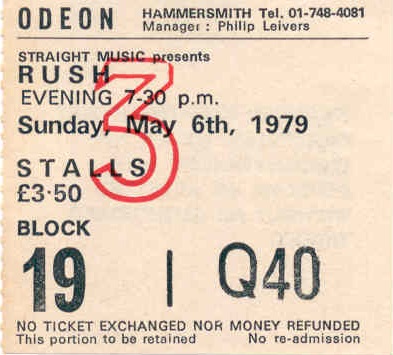 ODEON HAMMERSMITH Tel. 01-748-4081
Manager : Philip Leivers
STRAIGHT MUSIC presents
RUSH
EVENING 7-30 p.m.
Sunday, May 6th, 1979
3
STALLS
£3·50
BLOCK
19 | Q40
NO TICKET EXCHANGED NOR MONEY REFUNDED
This portion to be retained No re-admission